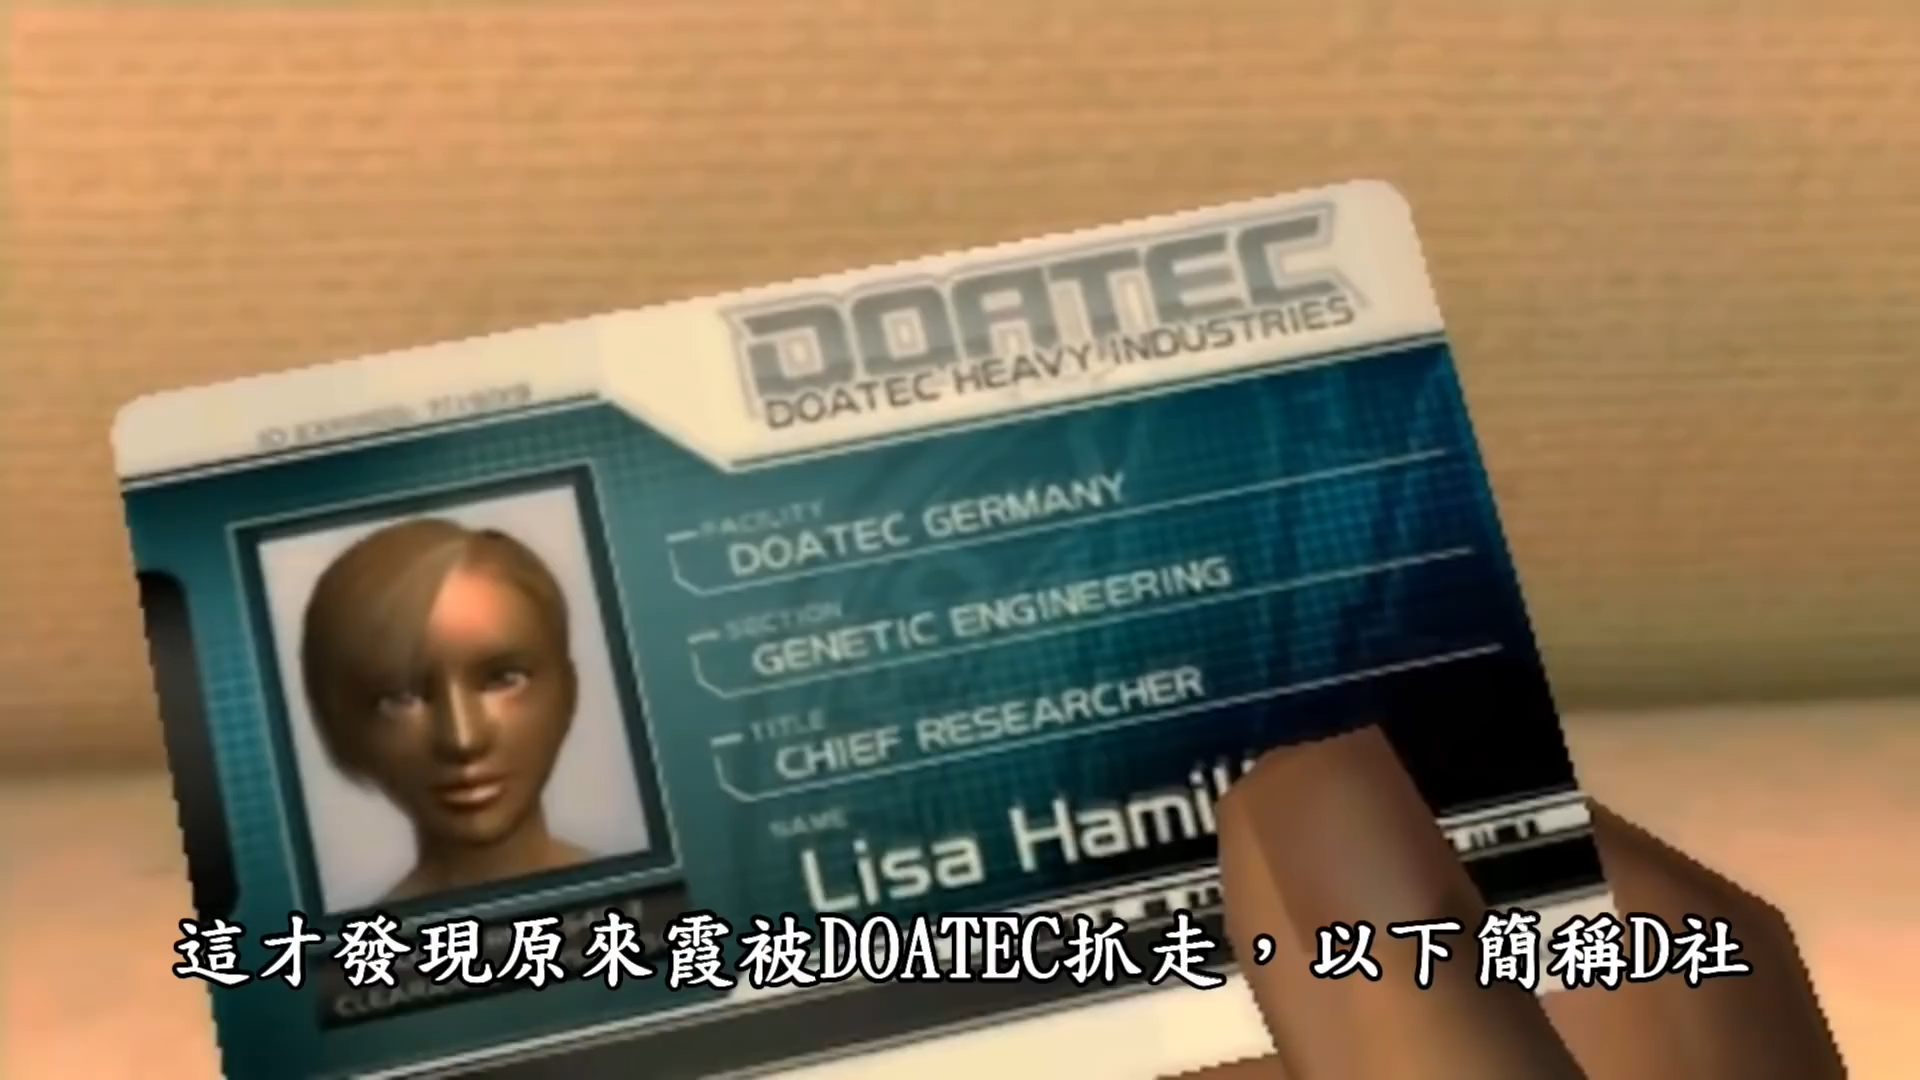 DOATEC
DOATEC HEAVY INDUSTRIES
FACILITY
DOATEC GERMANY
SECTION
GENETIC ENGINEERING
TITLE
CHIEF RESEARCHER
NAME
Lisa Hamil
這才發現原來霞被DOATEC抓走，以下簡稱D社